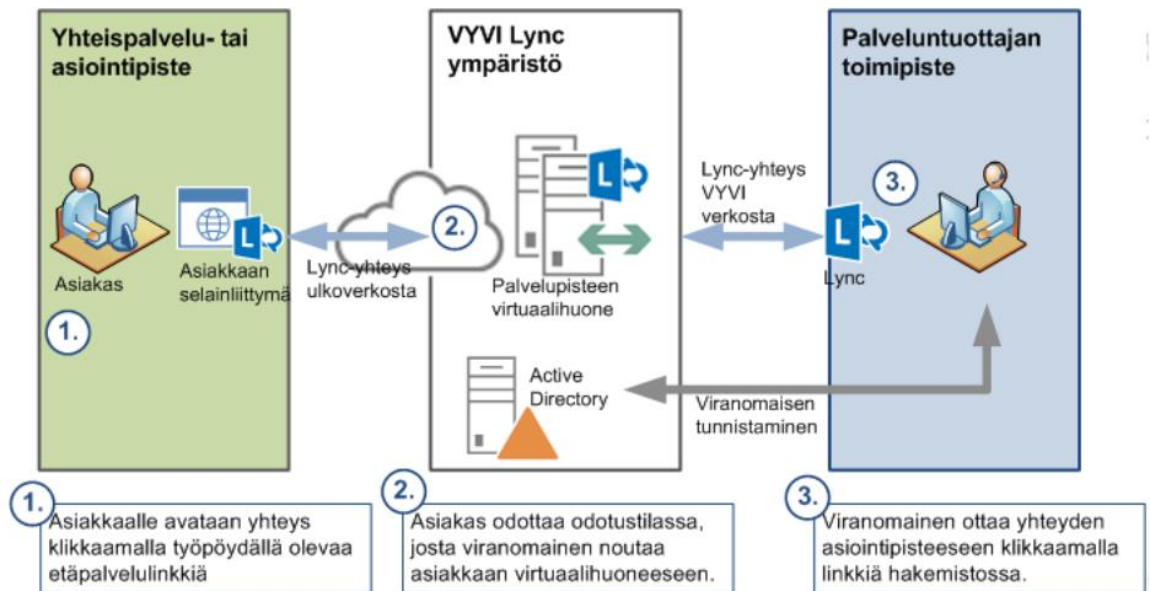 Yhteispalvelu- tai
asiointipiste
VYVI Lync
ympäristö
Palveluntuottajan
toimipiste
Asiakas
Asiakkaan
selainliittymä
1.
Lync-yhteys
ulkoverkosta
2.
L
Palvelupisteen
virtuaalihuone
Active
Directory
Lync-yhteys
VYVI
verkosta
3.
L
Lync
Viranomaisen
tunnistaminen
1.
Asiakkaalle avataan yhteys
klikkaamalla työpöydällä olevaa
etäpalvelulinkkiä
2.
Asiakas odottaa odotustilassa,
josta viranomainen noutaa
asiakkaan virtuaalihuoneeseen.
3.
Viranomainen ottaa yhteyden
asiointipisteeseen klikkaamalla
linkkiä hakemistossa.